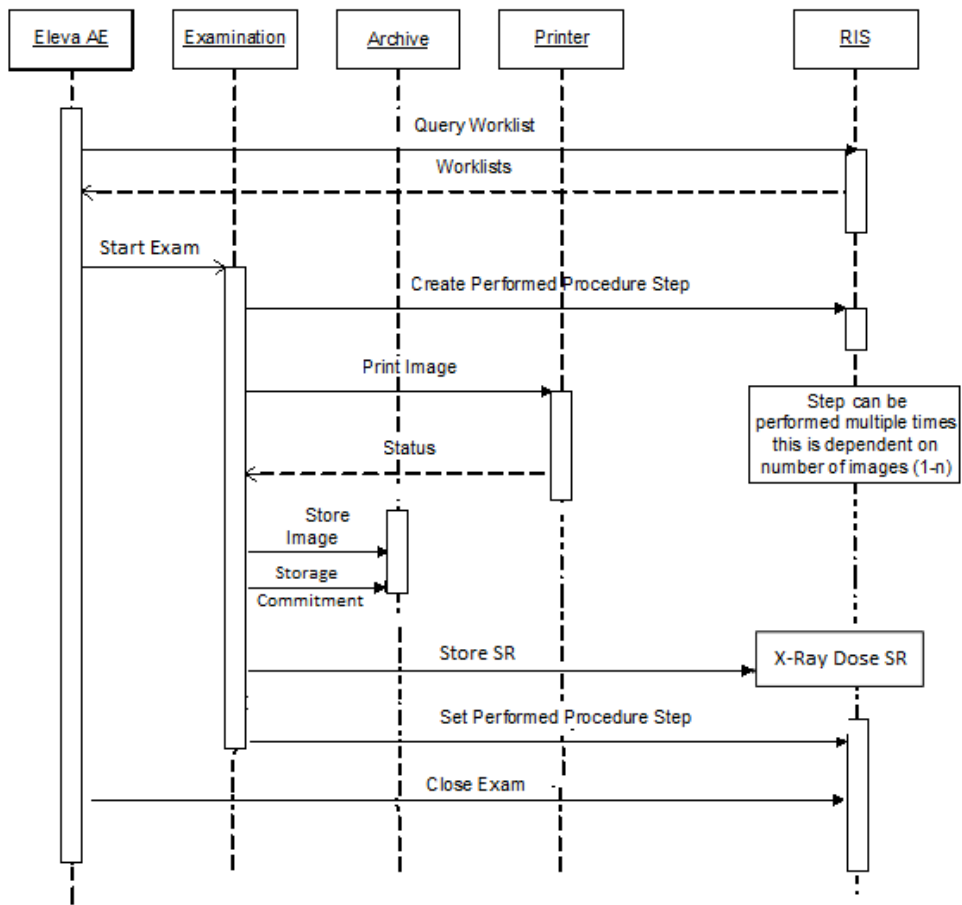 Eleva AE
Examination
Archive
Printer
RIS
Query Worklist
Worklists
Start Exam
Create Performed Procedure Step
Print Image
Step can be
performed multiple times
this is dependent on
number of images (1-n)
Status
Store
Image
Storage
Commitment
Store SR
X-Ray Dose SR
Set Performed Procedure Step
Close Exam